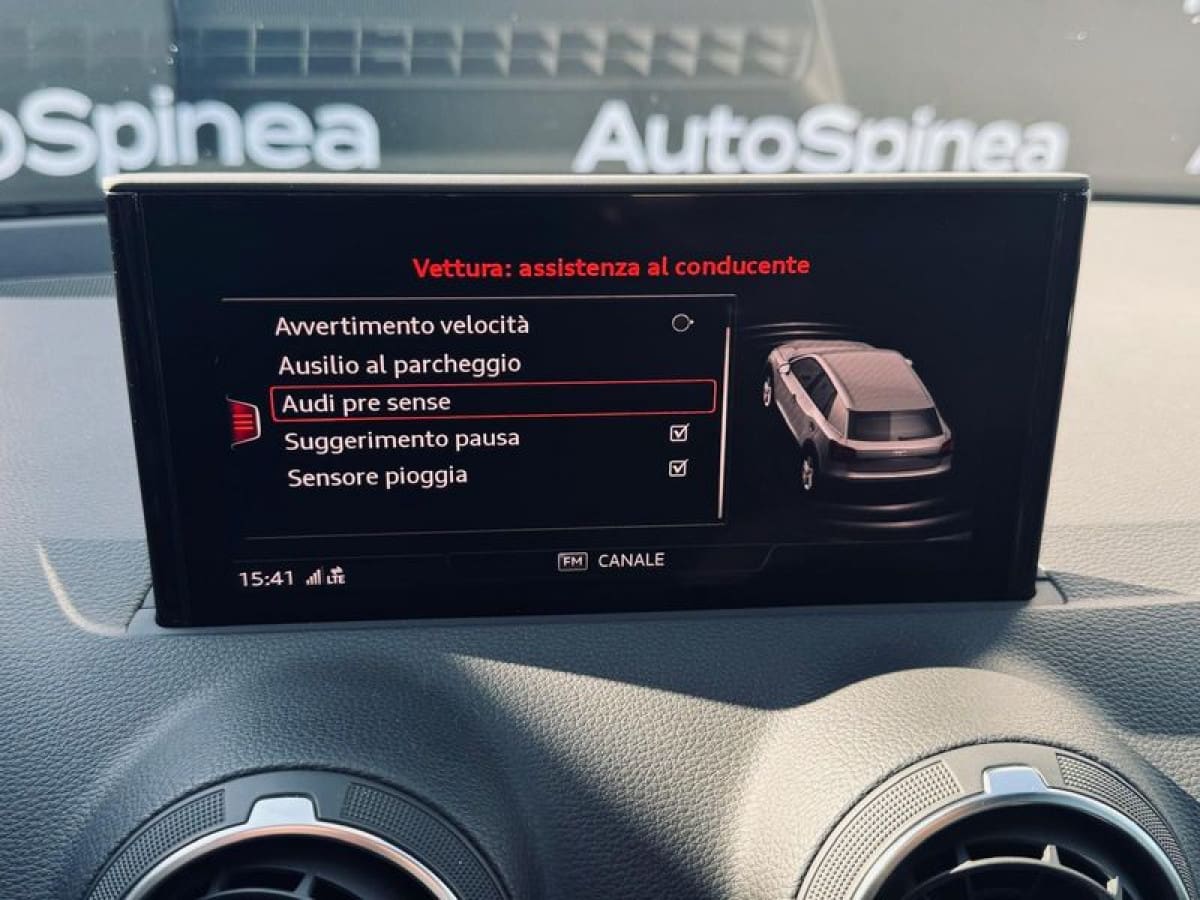 oSpinea
AutoSpinea
Vettura: assistenza al conducente
Avvertimento velocità
Ausilio al parcheggio
Audi pre sense
Suggerimento pausa
Sensore pioggia
FM CANALE
15:41 LTE